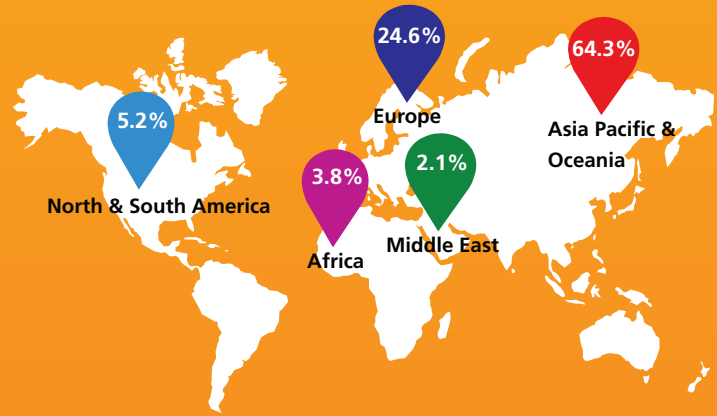 24.6%
Europe
64.3%
Asia Pacific &
Oceania
5.2%
North & South America
3.8%
Africa
2.1%
Middle East